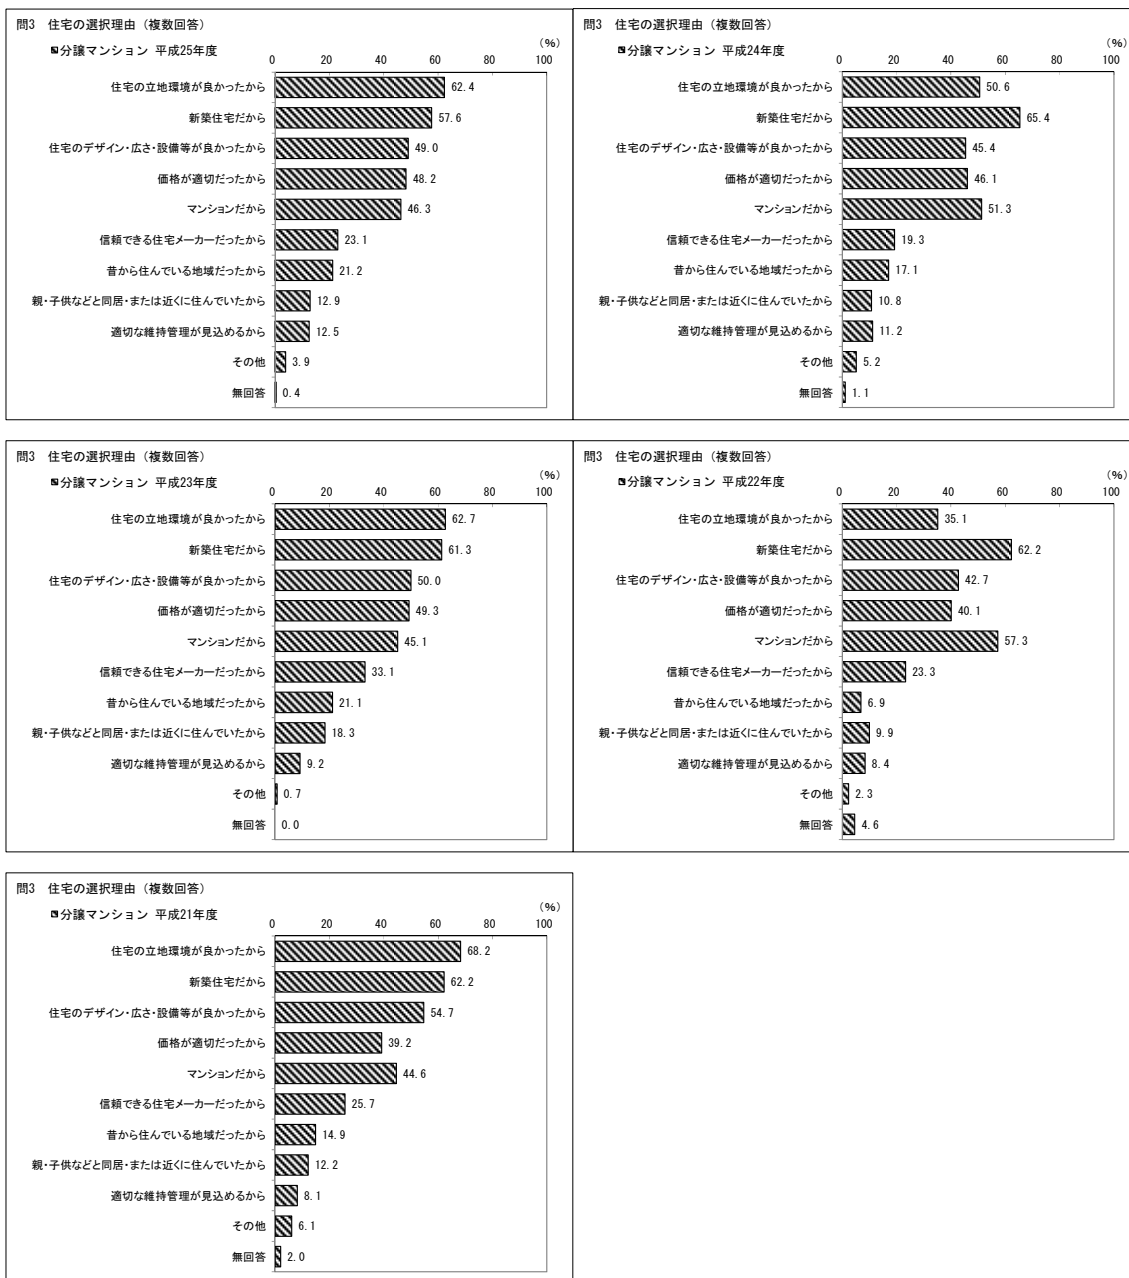 問3 住宅の選択理由（複数回答）
分譲マンション 平成25年度
（%）
0 20 40 60 80 100
住宅の立地環境が良かったから 62.4
新築住宅だから 57.6
住宅のデザイン・広さ・設備等が良かったから 49.0
価格が適切だったから 48.2
マンションだから 46.3
信頼できる住宅メーカーだったから 23.1
昔から住んでいる地域だったから 21.2
親・子供などと同居・または近くに住んでいたから 12.9
適切な維持管理が見込めるから 12.5
その他 3.9
無回答 0.4
問3 住宅の選択理由（複数回答）
分譲マンション 平成24年度
（%）
0 20 40 60 80 100
住宅の立地環境が良かったから 50.6
新築住宅だから 65.4
住宅のデザイン・広さ・設備等が良かったから 45.4
価格が適切だったから 46.1
マンションだから 51.3
信頼できる住宅メーカーだったから 19.3
昔から住んでいる地域だったから 17.1
親・子供などと同居・または近くに住んでいたから 10.8
適切な維持管理が見込めるから 11.2
その他 5.2
無回答 1.1
問3 住宅の選択理由（複数回答）
分譲マンション 平成23年度
（%）
0 20 40 60 80 100
住宅の立地環境が良かったから 62.7
新築住宅だから 61.3
住宅のデザイン・広さ・設備等が良かったから 50.0
価格が適切だったから 49.3
マンションだから 45.1
信頼できる住宅メーカーだったから 33.1
昔から住んでいる地域だったから 21.1
親・子供などと同居・または近くに住んでいたから 18.3
適切な維持管理が見込めるから 9.2
その他 0.7
無回答 0.0
問3 住宅の選択理由（複数回答）
分譲マンション 平成22年度
（%）
0 20 40 60 80 100
住宅の立地環境が良かったから 35.1
新築住宅だから 62.2
住宅のデザイン・広さ・設備等が良かったから 42.7
価格が適切だったから 40.1
マンションだから 57.3
信頼できる住宅メーカーだったから 23.3
昔から住んでいる地域だったから 6.9
親・子供などと同居・または近くに住んでいたから 9.9
適切な維持管理が見込めるから 8.4
その他 2.3
無回答 4.6
問3 住宅の選択理由（複数回答）
分譲マンション 平成21年度
（%）
0 20 40 60 80 100
住宅の立地環境が良かったから 68.2
新築住宅だから 62.2
住宅のデザイン・広さ・設備等が良かったから 54.7
価格が適切だったから 39.2
マンションだから 44.6
信頼できる住宅メーカーだったから 25.7
昔から住んでいる地域だったから 14.9
親・子供などと同居・または近くに住んでいたから 12.2
適切な維持管理が見込めるから 8.1
その他 6.1
無回答 2.0